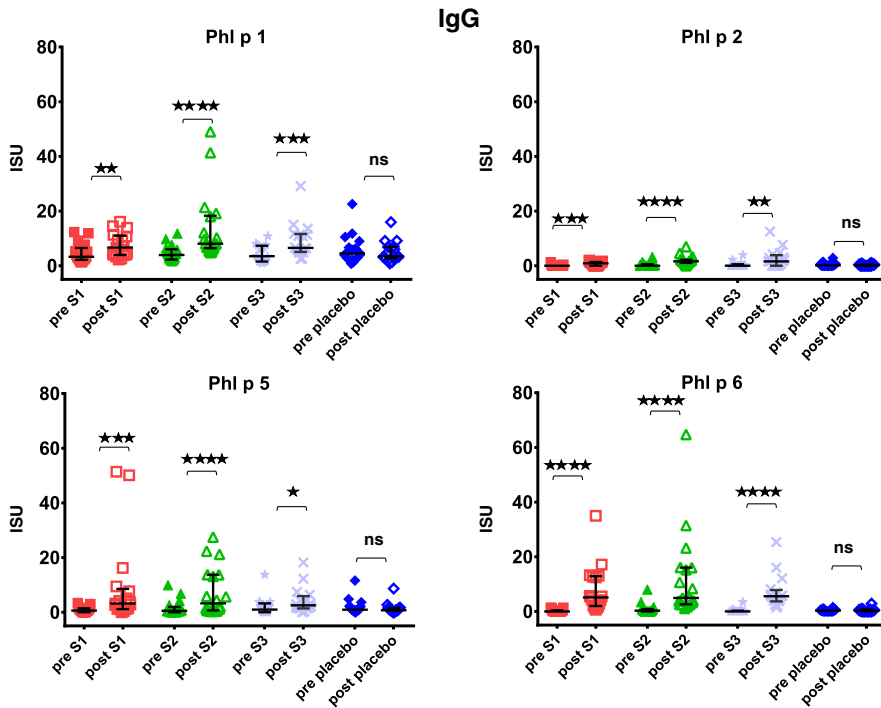 IgG
Phl p 1
80
60
40
20
0
ISU
★★
★★★★
★★★
ns
pre S1
post S1
pre S2
post S2
pre S3
post S3
pre placebo
post placebo
Phl p 2
80
60
40
20
0
ISU
★★★
★★★★
★★
ns
pre S1
post S1
pre S2
post S2
pre S3
post S3
pre placebo
post placebo
Phl p 5
80
60
40
20
0
ISU
★★★
★★★★
★
ns
pre S1
post S1
pre S2
post S2
pre S3
post S3
pre placebo
post placebo
Phl p 6
80
60
40
20
0
ISU
★★★★
★★★★
★★★★
ns
pre S1
post S1
pre S2
post S2
pre S3
post S3
pre placebo
post placebo